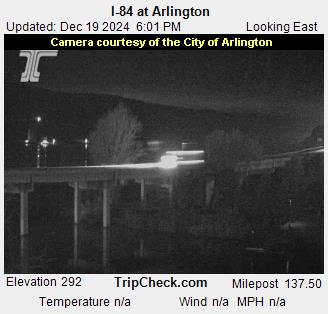 I-84 at Arlington
Updated: Dec 19 2024 6:01 PM Looking East
Camera courtesy of the City of Arlington
Elevation 292 TripCheck.com Milepost 137.50
Temperature n/a Wind n/a MPH n/a